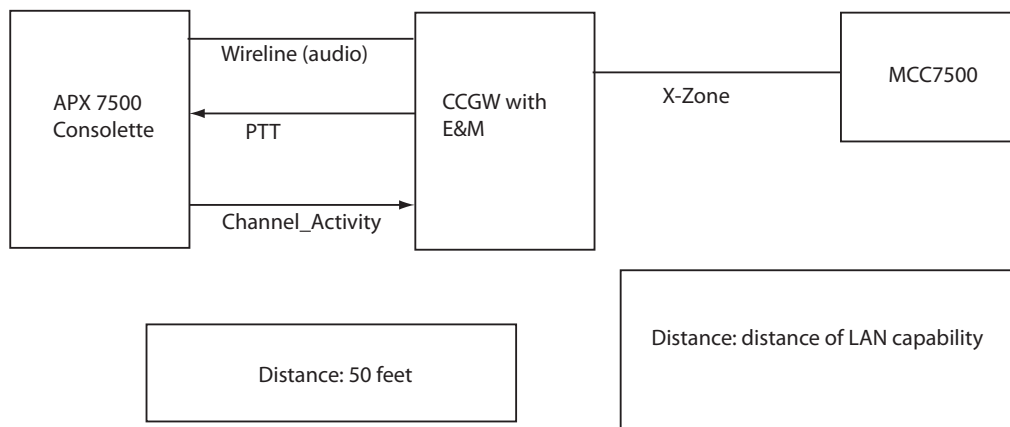 APX 7500
Consolette
Wireline (audio)
PTT
Channel_Activity
CCGW with
E&M
X-Zone
MCC7500
Distance: 50 feet
Distance: distance of LAN capability